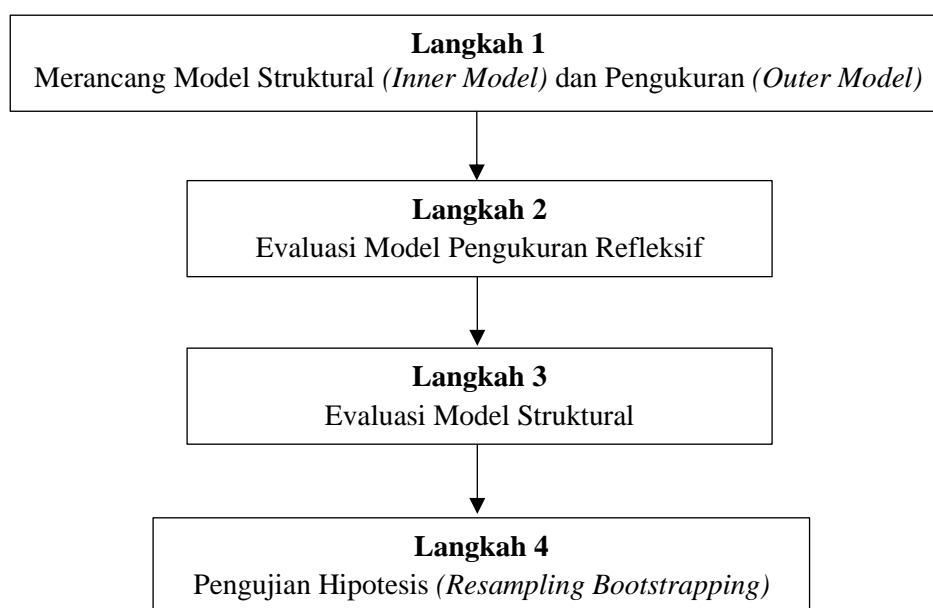 Langkah 1
Merancang Model Struktural (Inner Model) dan Pengukuran (Outer Model)
Langkah 2
Evaluasi Model Pengukuran Refleksif
Langkah 3
Evaluasi Model Struktural
Langkah 4
Pengujian Hipotesis (Resampling Bootstrapping)